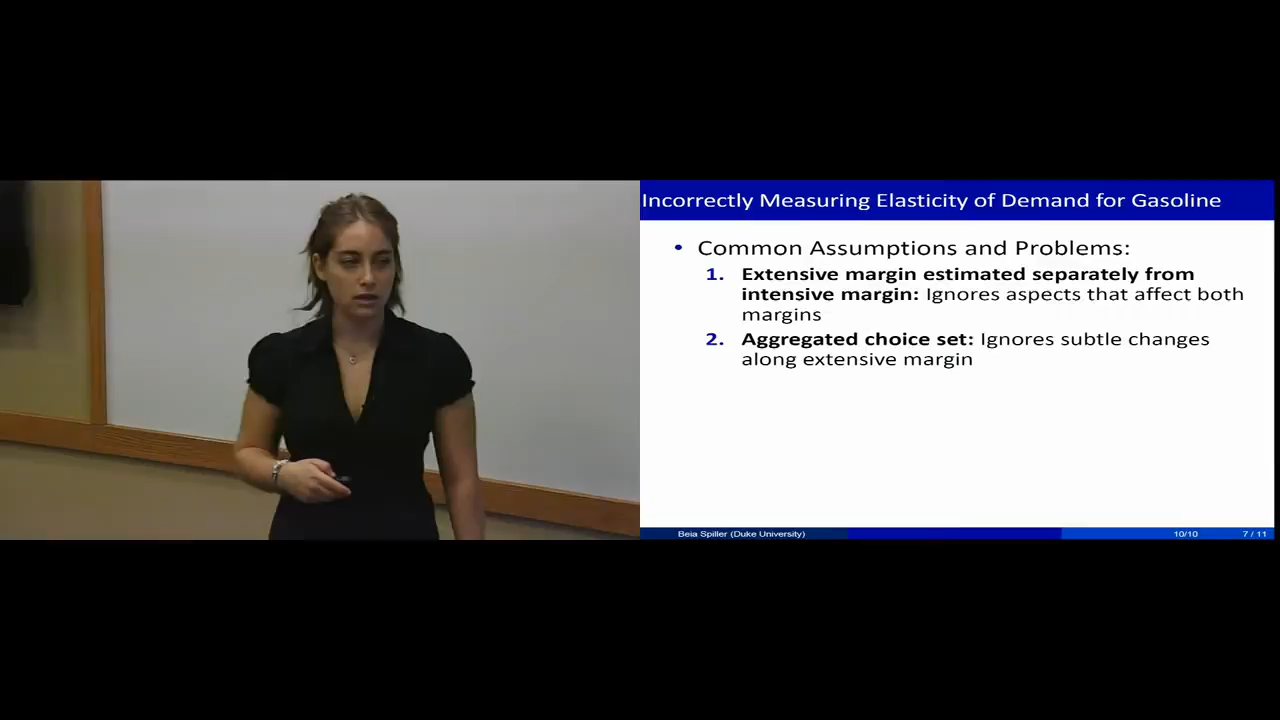 Incorrectly Measuring Elasticity of Demand for Gasoline
• Common Assumptions and Problems:
1. Extensive margin estimated separately from
intensive margin: Ignores aspects that affect both
margins
2. Aggregated choice set: Ignores subtle changes
along extensive margin
Beia Spiller (Duke University) 10/10 7 / 11